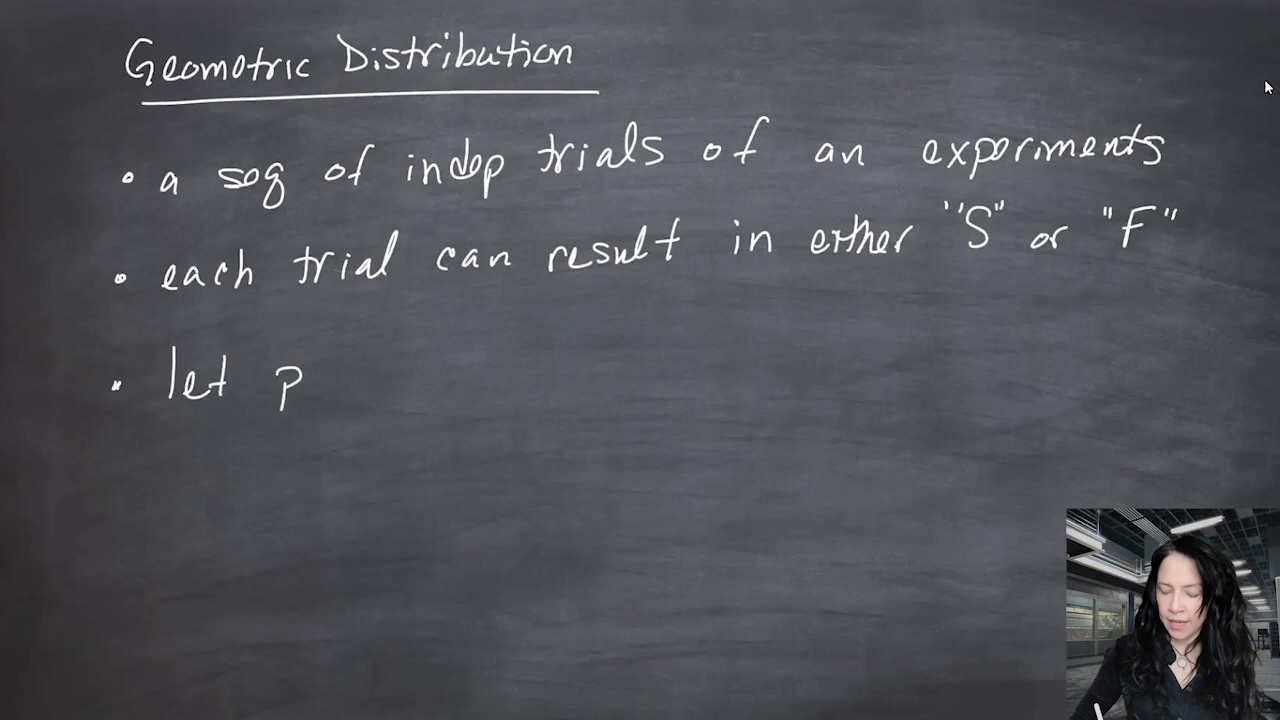 Geometric Distribution
• a seq of indep trials of an experiments
• each trial can result in either "S" or "F"
• let p